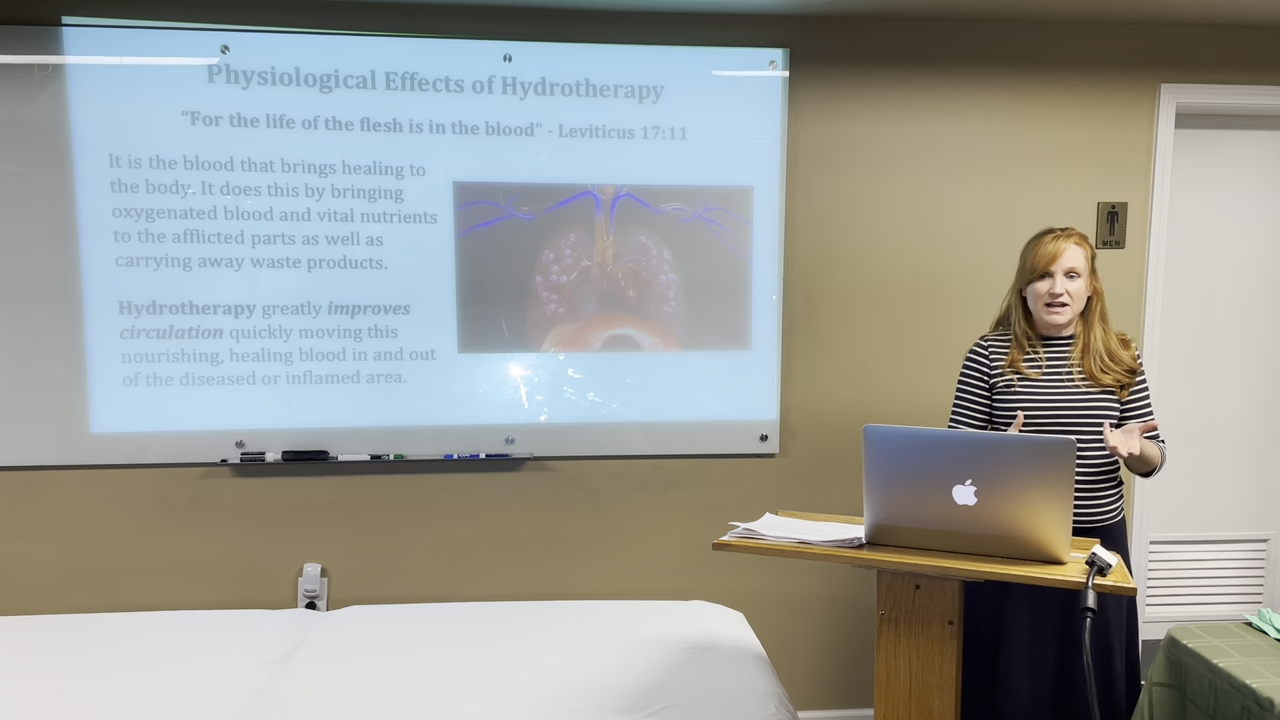 Physiological Effects of Hydrotherapy
“For the life of the flesh is in the blood” - Leviticus 17:11
It is the blood that brings healing to
the body. It does this by bringing
oxygenated blood and vital nutrients
to the afflicted parts as well as
carrying away waste products.
Hydrotherapy greatly improves
circulation quickly moving this
nourishing, healing blood in and out
of the diseased or inflamed area.
MEN